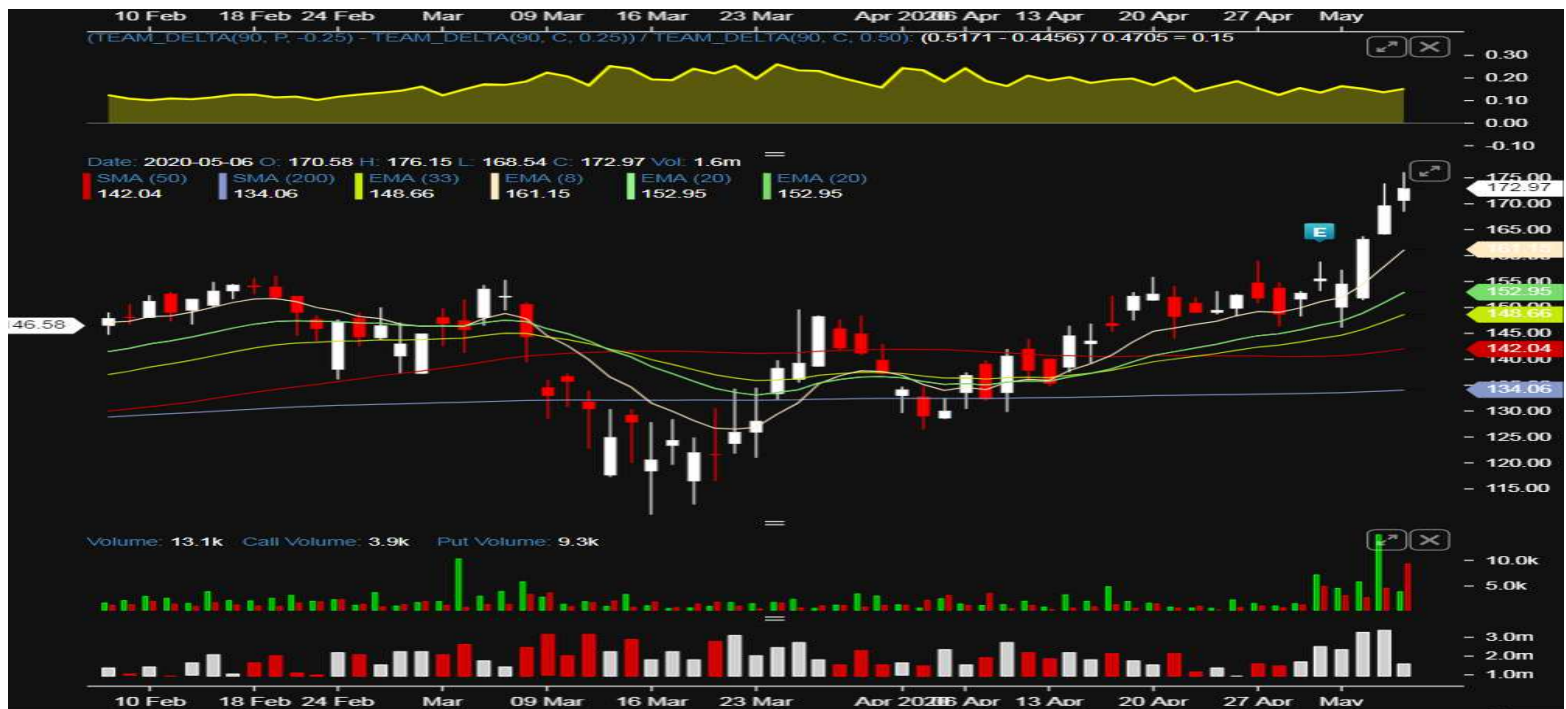 10 Feb 18 Feb 24 Feb Mar 09 Mar 16 Mar 23 Mar Apr 2020 06 Apr 13 Apr 20 Apr 27 Apr May
(TEAM_DELTA(90, P, -0.25) - TEAM_DELTA(90, C, 0.25)) / TEAM_DELTA(90, C, 0.50): (0.5171 - 0.4456) / 0.4705 = 0.15
0.30
0.20
0.10
0.00
-0.10
Date: 2020-05-06 O: 170.58 H: 176.15 L: 168.54 C: 172.97 Vol: 1.6m
SMA (50) SMA (200) EMA (33) EMA (8) EMA (20) EMA (20)
142.04 134.06 148.66 161.15 152.95 152.95
175.00
172.97
170.00
165.00
E
161.15
155.00
152.95
148.66
146.58
145.00
142.04
140.00
134.06
130.00
125.00
120.00
115.00
Volume: 13.1k Call Volume: 3.9k Put Volume: 9.3k
10.0k
5.0k
3.0m
2.0m
1.0m
10 Feb 18 Feb 24 Feb Mar 09 Mar 16 Mar 23 Mar Apr 2020 06 Apr 13 Apr 20 Apr 27 Apr May